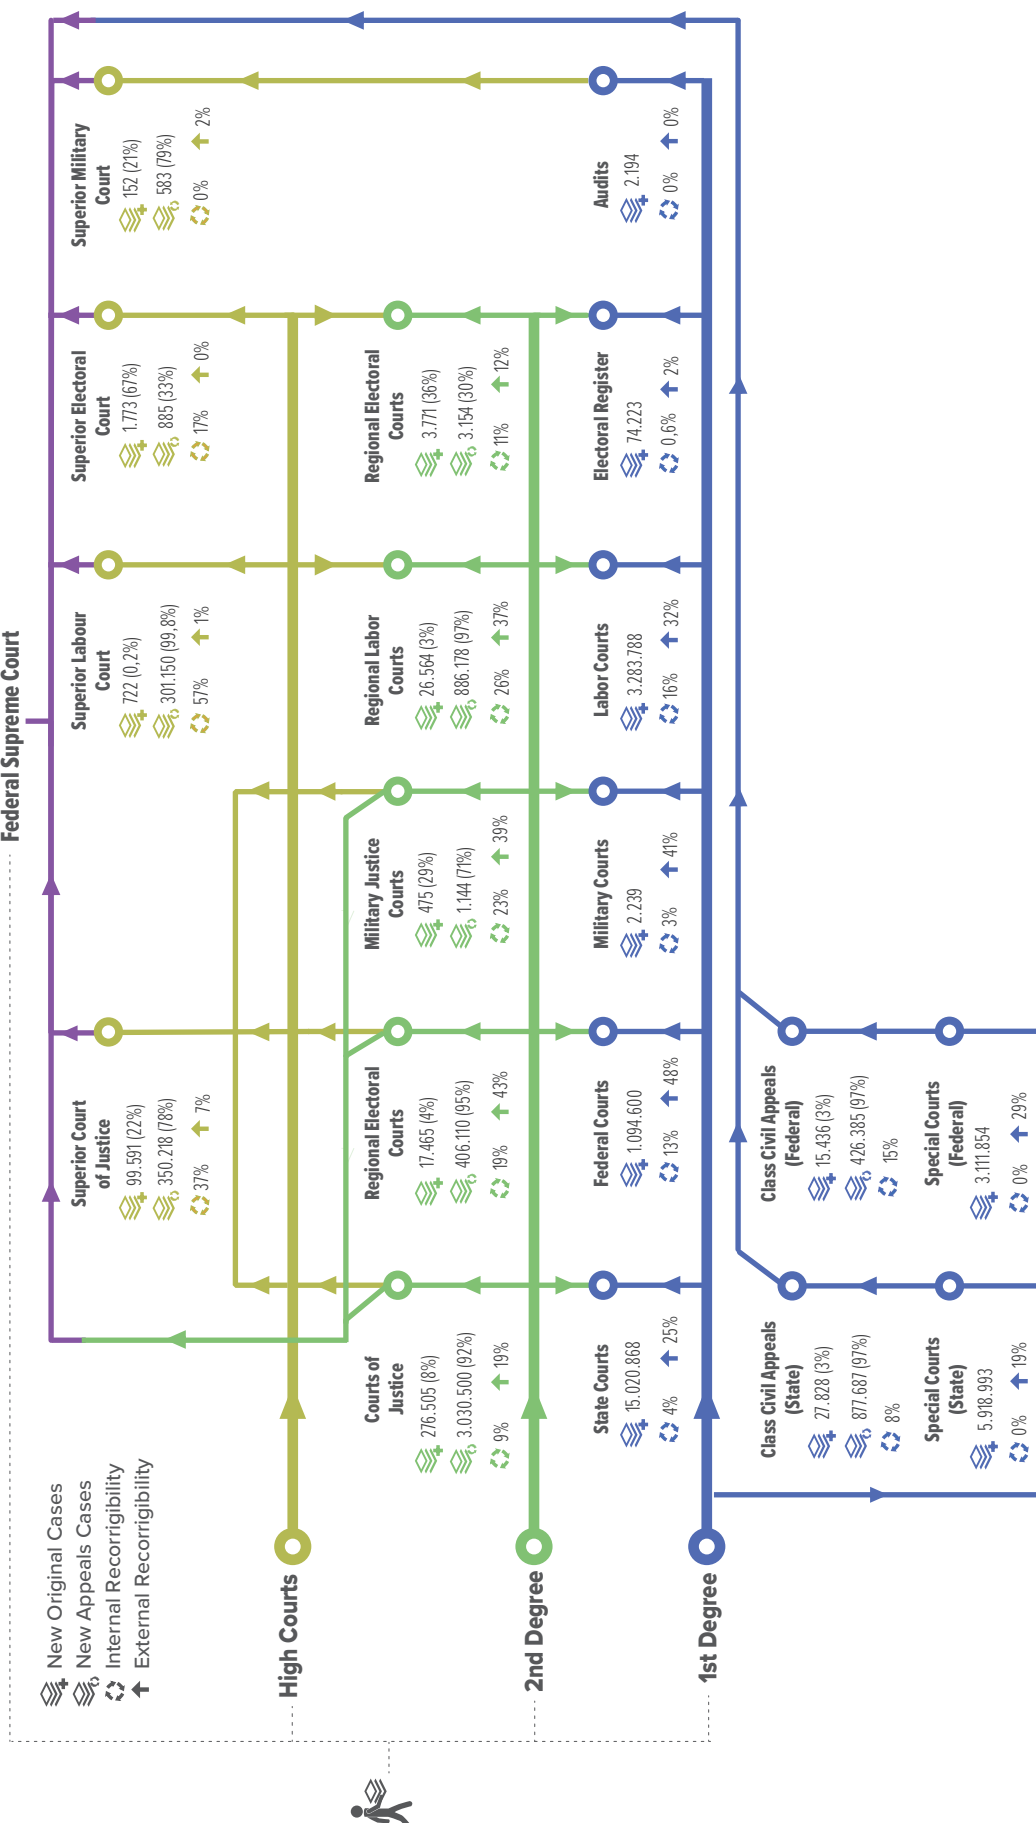 Federal Supreme Court
New Original Cases
New Appeals Cases
Internal Recorrigibility
External Recorrigibility
High Courts
Superior Court
of Justice
99.591 (22%)
350.218 (78%)
37% 7%
Superior Labour
Court
722 (0,2%)
301.150 (99,8%)
57% 1%
Superior Electoral
Court
1.773 (67%)
885 (33%)
17% 0%
Superior Military
Court
152 (21%)
583 (79%)
0% 2%
2nd Degree
Courts of
Justice
276.505 (8%)
3.030.500 (92%)
9% 19%
Regional Electoral
Courts
17.465 (4%)
406.110 (95%)
19% 43%
Military Justice
Courts
475 (29%)
1.144 (71%)
23% 39%
Regional Labor
Courts
26.564 (3%)
886.178 (97%)
26% 37%
Regional Electoral
Courts
3.771 (36%)
3.154 (30%)
11% 12%
1st Degree
State Courts
15.020.868
4% 25%
Federal Courts
1.094.600
13% 48%
Military Courts
2.239
3% 41%
Labor Courts
3.283.788
16% 32%
Electoral Register
74.223
0,6% 2%
Audits
2.194
0% 0%
Class Civil Appeals
(State)
27.828 (3%)
877.687 (97%)
8%
Class Civil Appeals
(Federal)
15.436 (3%)
426.385 (97%)
15%
Special Courts
(State)
5.918.993
0% 19%
Special Courts
(Federal)
3.111.854
0% 29%